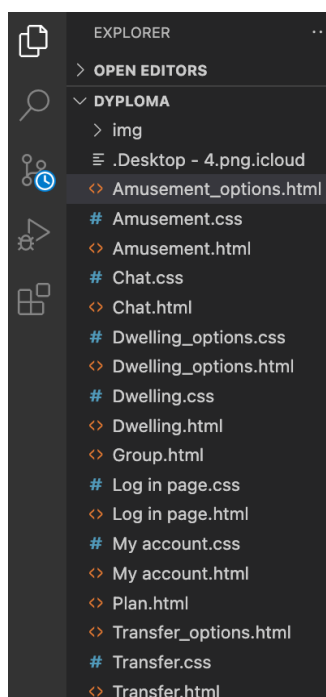 EXPLORER
OPEN EDITORS
DYPLOMA
img
.Desktop - 4.png.icloud
Amusement_options.html
Amusement.css
Amusement.html
Chat.css
Chat.html
Dwelling_options.css
Dwelling_options.html
Dwelling.css
Dwelling.html
Group.html
Log in page.css
Log in page.html
My account.css
My account.html
Plan.html
Transfer_options.html
Transfer.css
Transfer.html